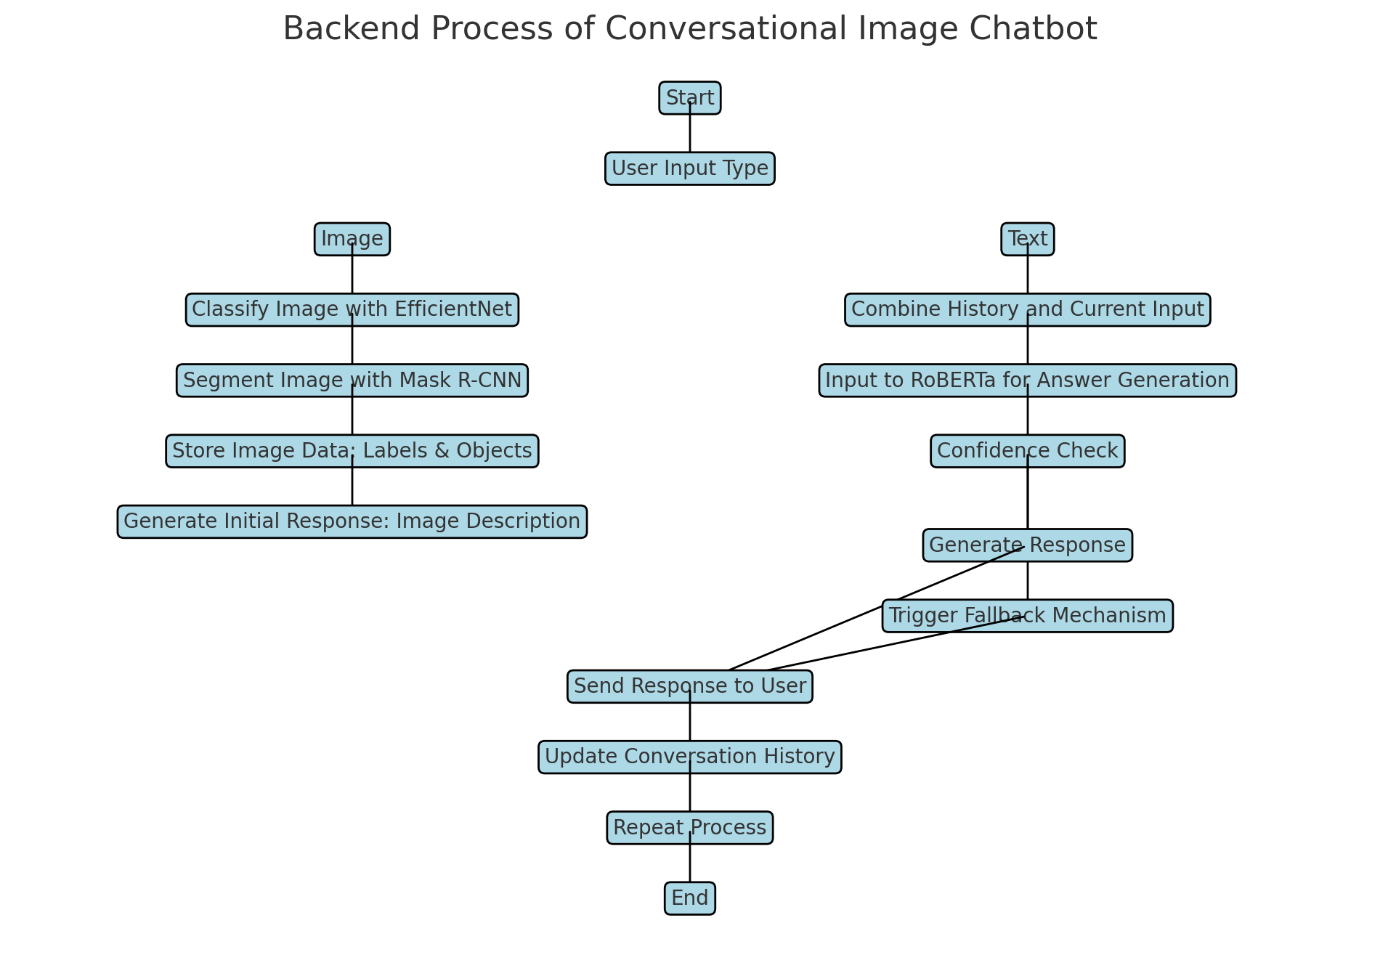 Backend Process of Conversational Image Chatbot
Start
User Input Type
Image
Text
Classify Image with EfficientNet
Combine History and Current Input
Segment Image with Mask R-CNN
Input to RoBERTa for Answer Generation
Store Image Data: Labels & Objects
Confidence Check
Generate Initial Response: Image Description
Generate Response
Trigger Fallback Mechanism
Send Response to User
Update Conversation History
Repeat Process
End